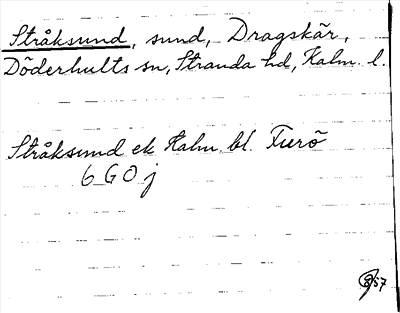 Stråksund, sund, Dragskär,
Döderhults sn, Stranda hd, Kalm. l.
Stråksund ek Kalm. bl. Furö
6 G 0 j